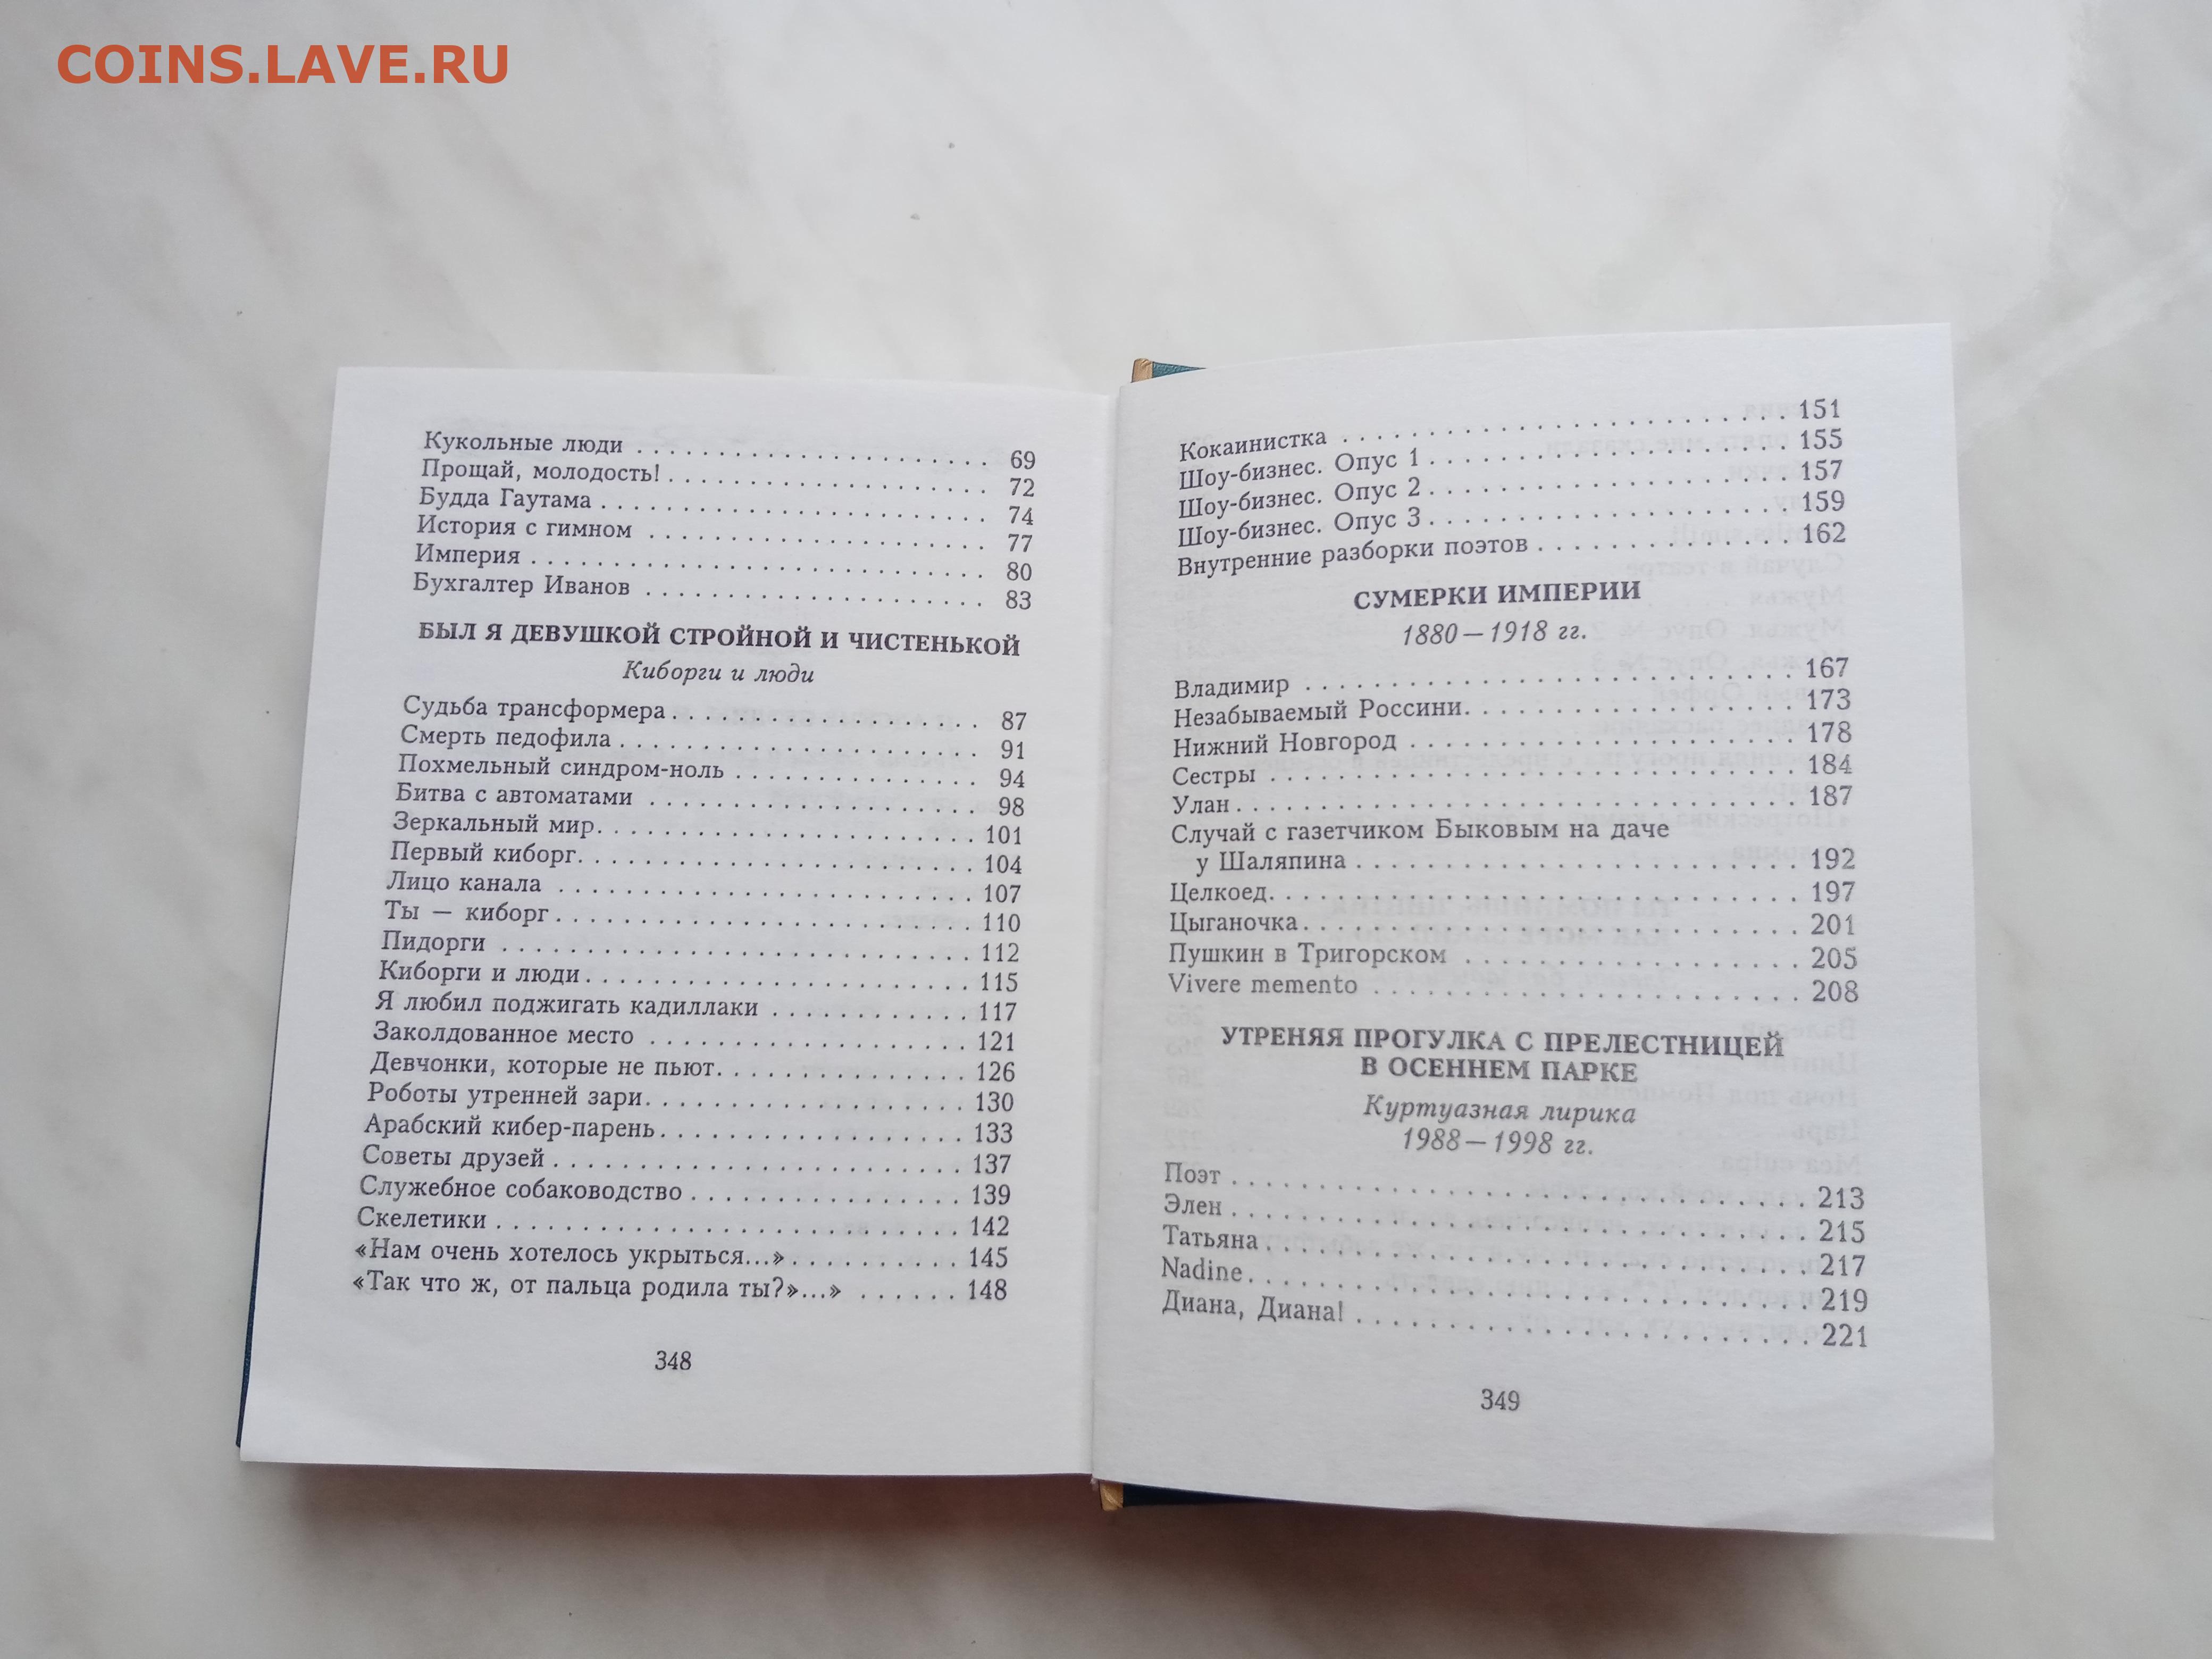 COINS.LAVE.RU
Кукольные люди . . . . . . . . . . . . . . . . . . . . . . . . 69
Прощай, молодость! . . . . . . . . . . . . . . . . . . . . . 72
Будда Гаутама . . . . . . . . . . . . . . . . . . . . . . . . . 74
История с гимном . . . . . . . . . . . . . . . . . . . . . . 77
Империя . . . . . . . . . . . . . . . . . . . . . . . . . . . . . 80
Бухгалтер Иванов . . . . . . . . . . . . . . . . . . . . . . 83
БЫЛ Я ДЕВУШКОЙ СТРОЙНОЙ И ЧИСТЕНЬКОЙ
Киборги и люди
Судьба трансформера . . . . . . . . . . . . . . . . . . . 87
Смерть педофила . . . . . . . . . . . . . . . . . . . . . . 91
Похмельный синдром-ноль . . . . . . . . . . . . . . . 94
Битва с автоматами . . . . . . . . . . . . . . . . . . . . 98
Зеркальный мир . . . . . . . . . . . . . . . . . . . . . . 101
Первый киборг . . . . . . . . . . . . . . . . . . . . . . . 104
Лицо канала . . . . . . . . . . . . . . . . . . . . . . . . . 107
Ты — киборг . . . . . . . . . . . . . . . . . . . . . . . . . 110
Пидорги . . . . . . . . . . . . . . . . . . . . . . . . . . . . 112
Киборги и люди . . . . . . . . . . . . . . . . . . . . . . . 115
Я любил поджигать кадиллаки . . . . . . . . . . . . 117
Заколдованное место . . . . . . . . . . . . . . . . . . . 121
Девчонки, которые не пьют . . . . . . . . . . . . . . . 126
Роботы утренней зари . . . . . . . . . . . . . . . . . . . 130
Арабский кибер-парень . . . . . . . . . . . . . . . . . . 133
Советы друзей . . . . . . . . . . . . . . . . . . . . . . . . 137
Служебное собаководство . . . . . . . . . . . . . . . . 139
Скелетики . . . . . . . . . . . . . . . . . . . . . . . . . . . 142
«Нам очень хотелось укрыться...» . . . . . . . . . . 145
«Так что ж, от пальца родила ты?»...» . . . . . . 148
348
Кокаинистка . . . . . . . . . . . . . . . . . . . . . . . . . . 151
Шоу-бизнес. Опус 1 . . . . . . . . . . . . . . . . . . . . . 155
Шоу-бизнес. Опус 2 . . . . . . . . . . . . . . . . . . . . . 157
Шоу-бизнес. Опус 3 . . . . . . . . . . . . . . . . . . . . . 159
Внутренние разборки поэтов . . . . . . . . . . . . . . 162
СУМЕРКИ ИМПЕРИИ
1880—1918 гг.
Владимир . . . . . . . . . . . . . . . . . . . . . . . . . . . . 167
Незабываемый Россини . . . . . . . . . . . . . . . . . . 173
Нижний Новгород . . . . . . . . . . . . . . . . . . . . . . 178
Сестры . . . . . . . . . . . . . . . . . . . . . . . . . . . . . . 184
Улан . . . . . . . . . . . . . . . . . . . . . . . . . . . . . . . . 187
Случай с газетчиком Быковым на даче
у Шаляпина . . . . . . . . . . . . . . . . . . . . . . . . . 192
Целкоед . . . . . . . . . . . . . . . . . . . . . . . . . . . . . 197
Цыганочка . . . . . . . . . . . . . . . . . . . . . . . . . . . 201
Пушкин в Тригорском . . . . . . . . . . . . . . . . . . . 205
Vivere memento . . . . . . . . . . . . . . . . . . . . . . . . 208
УТРЕНЯЯ ПРОГУЛКА С ПРЕЛЕСТНИЦЕЙ
В ОСЕННЕМ ПАРКЕ
Куртуазная лирика
1988—1998 гг.
Поэт . . . . . . . . . . . . . . . . . . . . . . . . . . . . . . . . 213
Элен . . . . . . . . . . . . . . . . . . . . . . . . . . . . . . . . 215
Татьяна . . . . . . . . . . . . . . . . . . . . . . . . . . . . . 217
Nadine . . . . . . . . . . . . . . . . . . . . . . . . . . . . . . 219
Диана, Диана! . . . . . . . . . . . . . . . . . . . . . . . . . 221
349